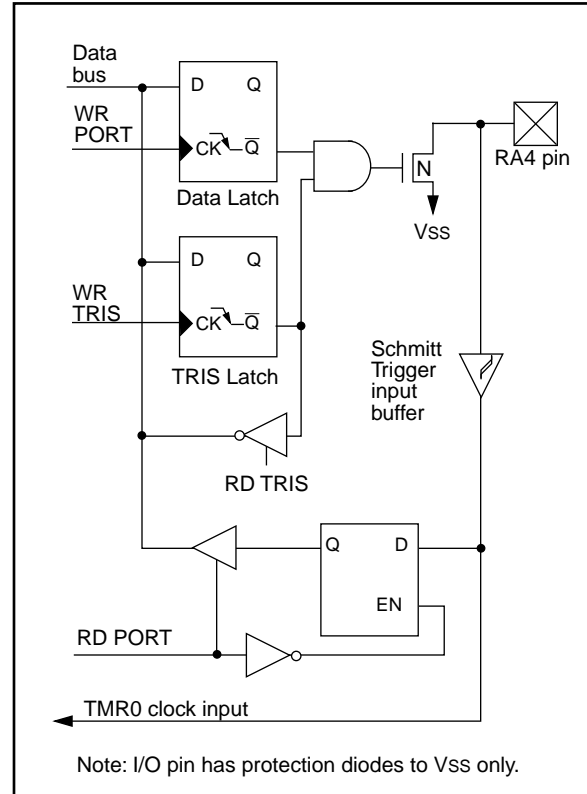 Data
bus
D Q
WR
PORT
CK Q
Data Latch
N
RA4 pin
VSS
D Q
WR
TRIS
CK Q
TRIS Latch
Schmitt
Trigger
input
buffer
RD TRIS
Q D
EN
RD PORT
TMR0 clock input
Note: I/O pin has protection diodes to VSS only.